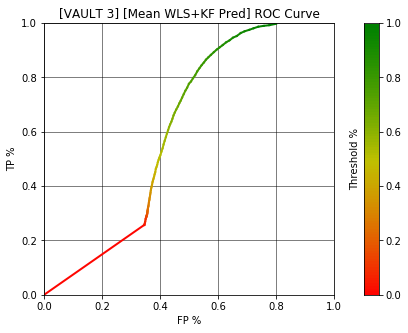 [VAULT 3] [Mean WLS+KF Pred] ROC Curve
1.0
0.8
0.6
0.4
0.2
0.0
TP %
0.0 0.2 0.4 0.6 0.8 1.0
FP %
Threshold %
1.0
0.8
0.6
0.4
0.2
0.0